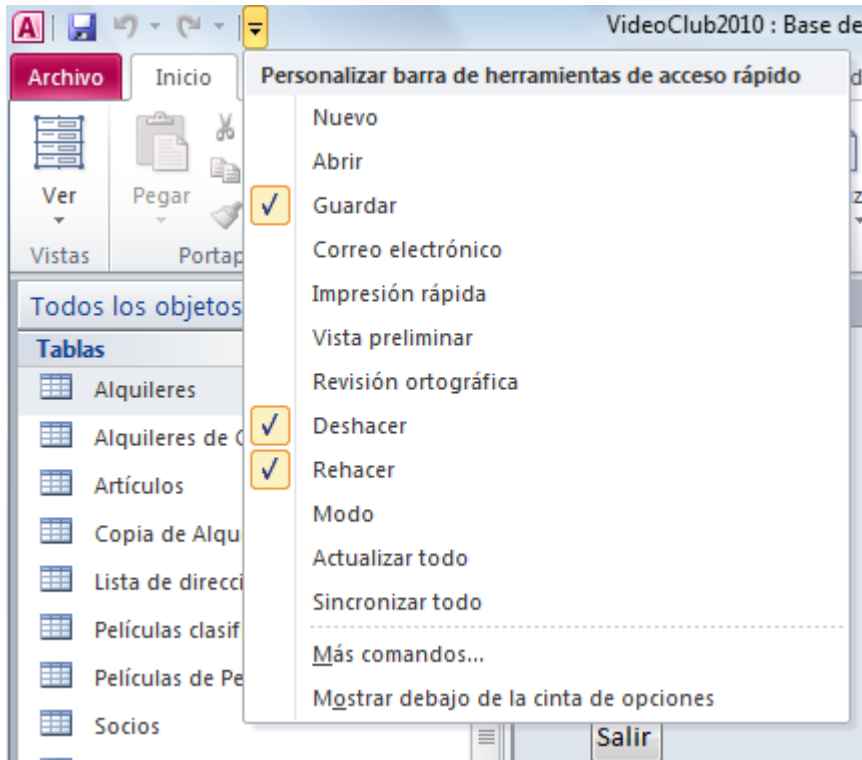 A
VideoClub2010 : Base de
Archivo
Inicio
Personalizar barra de herramientas de acceso rápido
Nuevo
Abrir
Guardar
Correo electrónico
Impresión rápida
Vista preliminar
Revisión ortográfica
Deshacer
Rehacer
Modo
Actualizar todo
Sincronizar todo
Más comandos...
Mostrar debajo de la cinta de opciones
Ver
Pegar
Vistas
Portap
Todos los objetos
Tablas
Alquileres
Alquileres de
Artículos
Copia de Alqu
Lista de direcci
Películas clasif
Películas de Pe
Socios
Salir